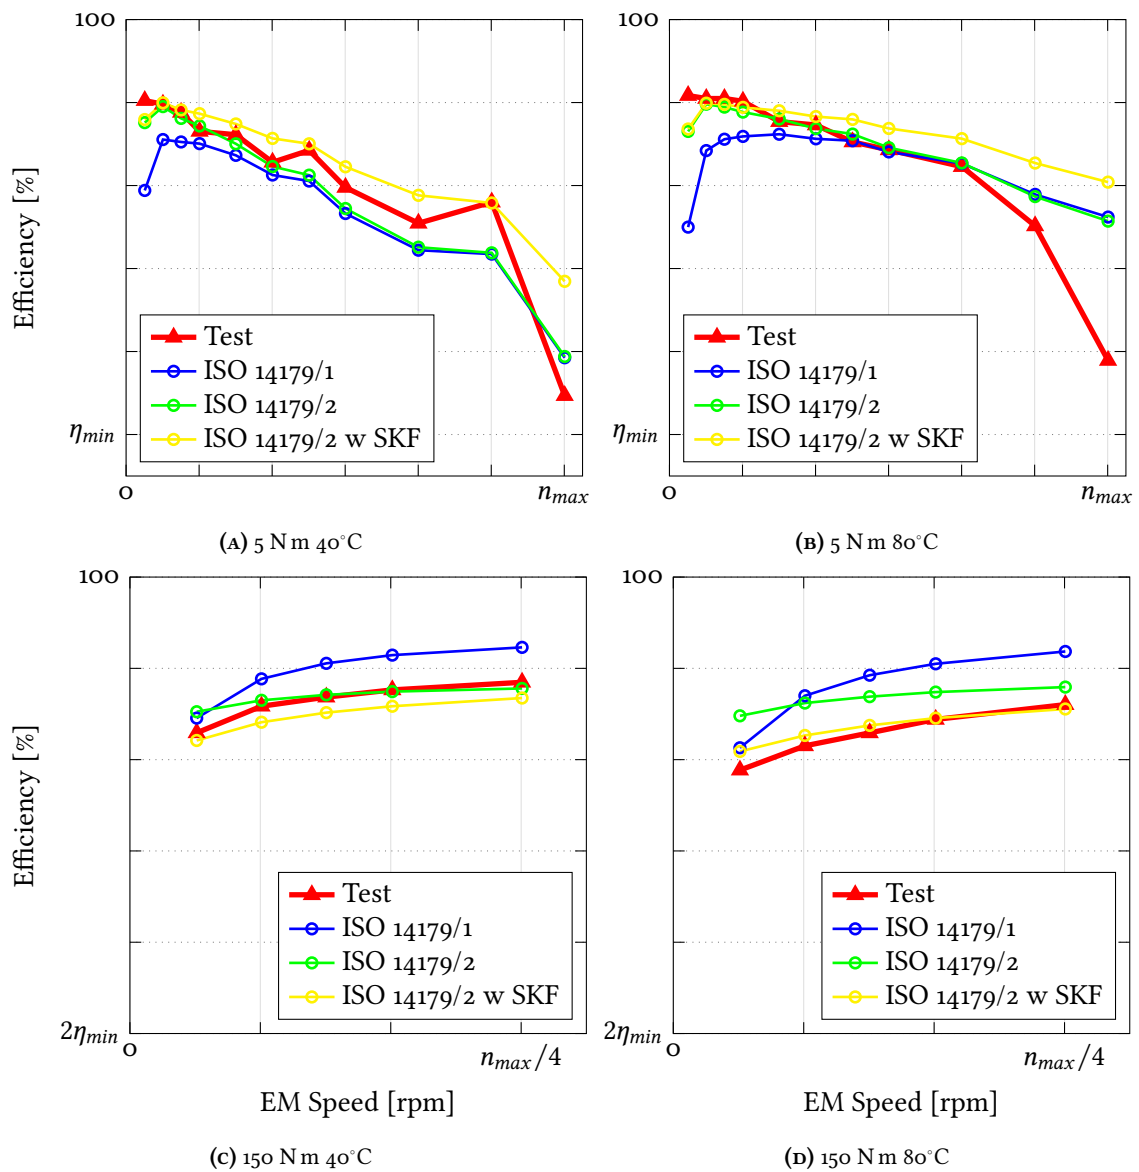 100
100
Efficiency [%]
Test
ISO 14179/1
ISO 14179/2
ISO 14179/2 w SKF
Test
ISO 14179/1
ISO 14179/2
ISO 14179/2 w SKF
ηmin
ηmin
0
nmax
0
nmax
(A) 5 N m 40°C
(B) 5 N m 80°C
100
100
Efficiency [%]
Test
ISO 14179/1
ISO 14179/2
ISO 14179/2 w SKF
Test
ISO 14179/1
ISO 14179/2
ISO 14179/2 w SKF
2ηmin
2ηmin
0
nmax/4
0
nmax/4
EM Speed [rpm]
EM Speed [rpm]
(C) 150 N m 40°C
(D) 150 N m 80°C